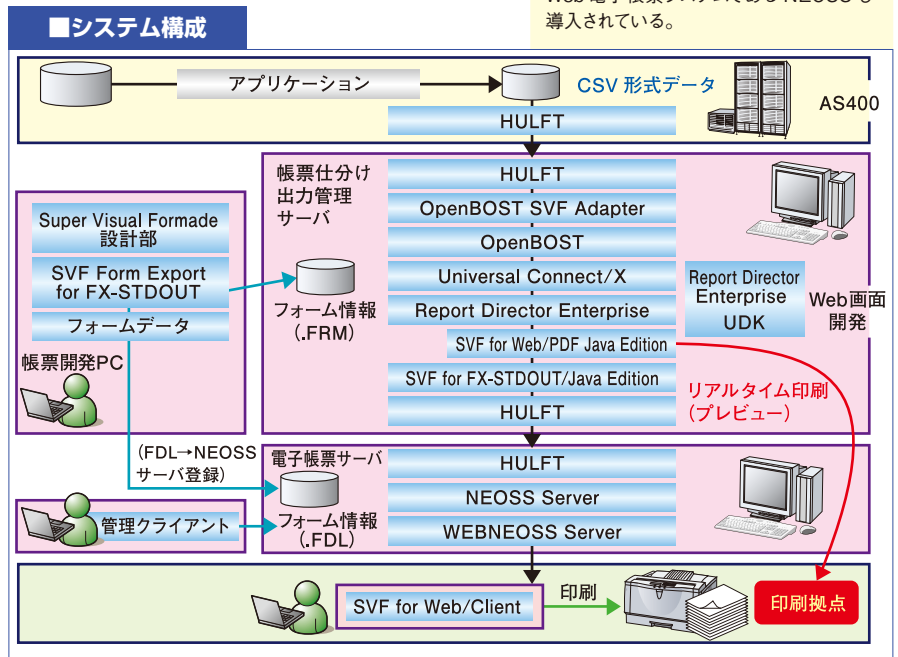 導入されている。
■システム構成
アプリケーション
CSV 形式データ
AS400
HULFT
帳票仕分け
出力管理
サーバ
HULFT
OpenBOST SVF Adapter
OpenBOST
Universal Connect/X
Report Director Enterprise
SVF for Web/PDF Java Edition
SVF for FX-STDOUT/Java Edition
HULFT
Report Director
Enterprise
UDK
Web画面
開発
Super Visual Formade
設計部
SVF Form Export
for FX-STDOUT
フォームデータ
帳票開発PC
フォーム情報
(.FRM)
リアルタイム印刷
(プレビュー)
(FDL→NEOSS
サーバ登録)
電子帳票サーバ
HULFT
NEOSS Server
WEBNEOSS Server
フォーム情報
(.FDL)
管理クライアント
SVF for Web/Client
印刷
印刷拠点